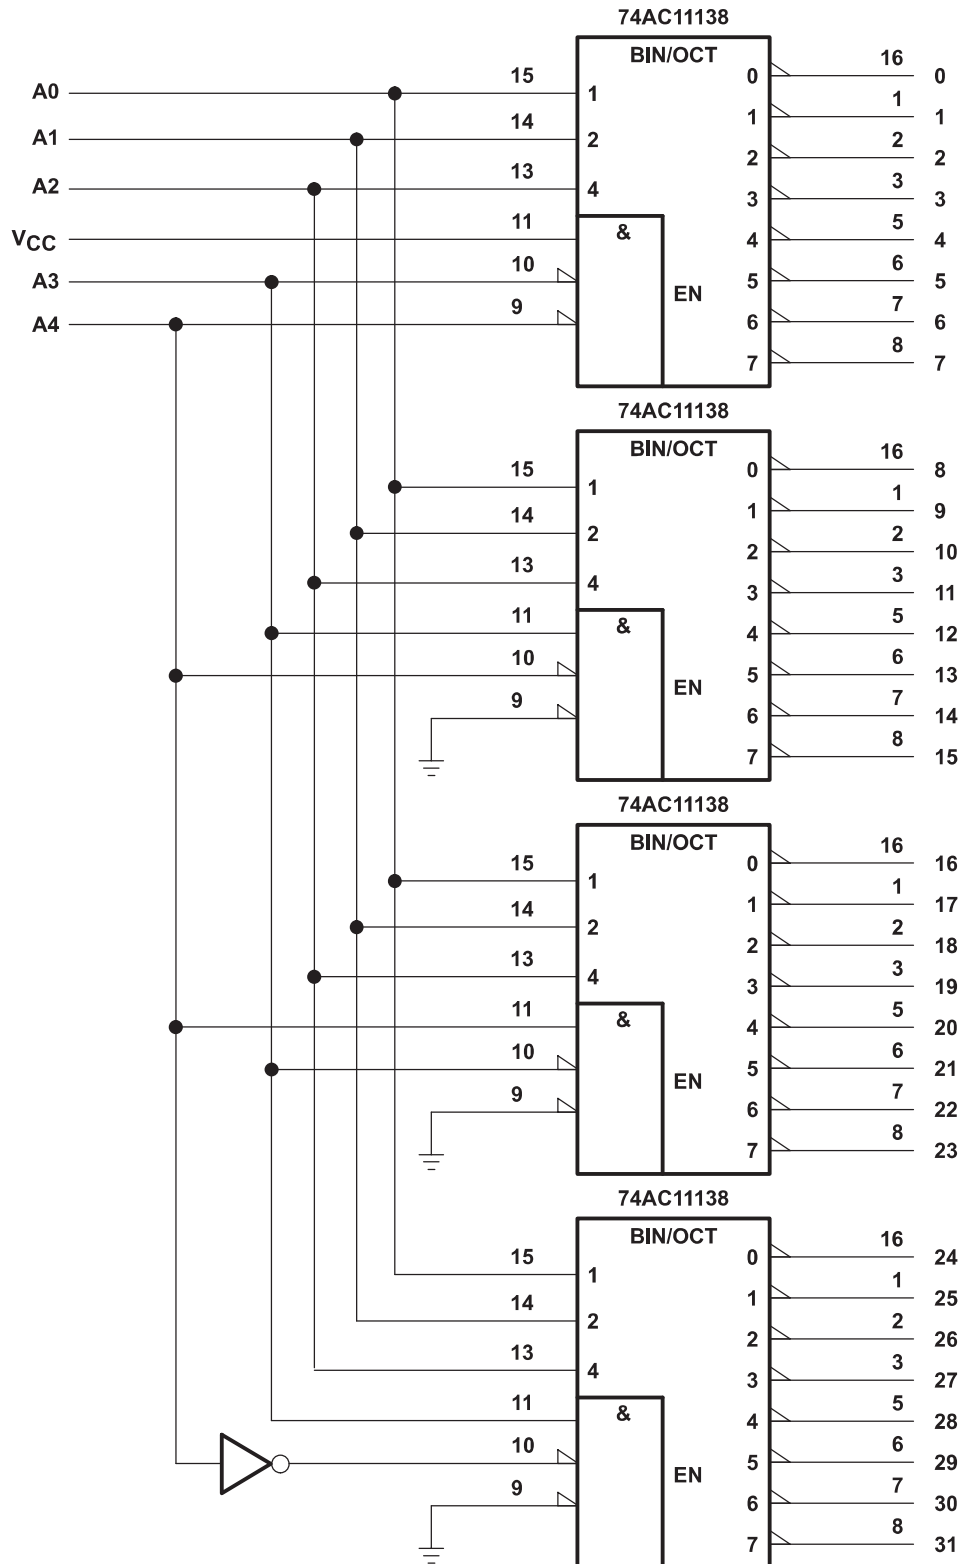 74AC11138
BIN/OCT
A0 15 1 0 16 0
A1 14 2 1 1 1
A2 13 4 2 2 2
VCC 11 & 3 3 3
A3 10 EN 4 5 4
A4 9 5 6 5
6 7 6
7 8 7
74AC11138
BIN/OCT
15 1 0 16 8
14 2 1 1 9
13 4 2 2 10
11 & 3 3 11
10 EN 4 5 12
9 5 6 13
6 7 14
7 8 15
74AC11138
BIN/OCT
15 1 0 16 16
14 2 1 1 17
13 4 2 2 18
11 & 3 3 19
10 EN 4 5 20
9 5 6 21
6 7 22
7 8 23
74AC11138
BIN/OCT
15 1 0 16 24
14 2 1 1 25
13 4 2 2 26
11 & 3 3 27
10 EN 4 5 28
9 5 6 29
6 7 30
7 8 31